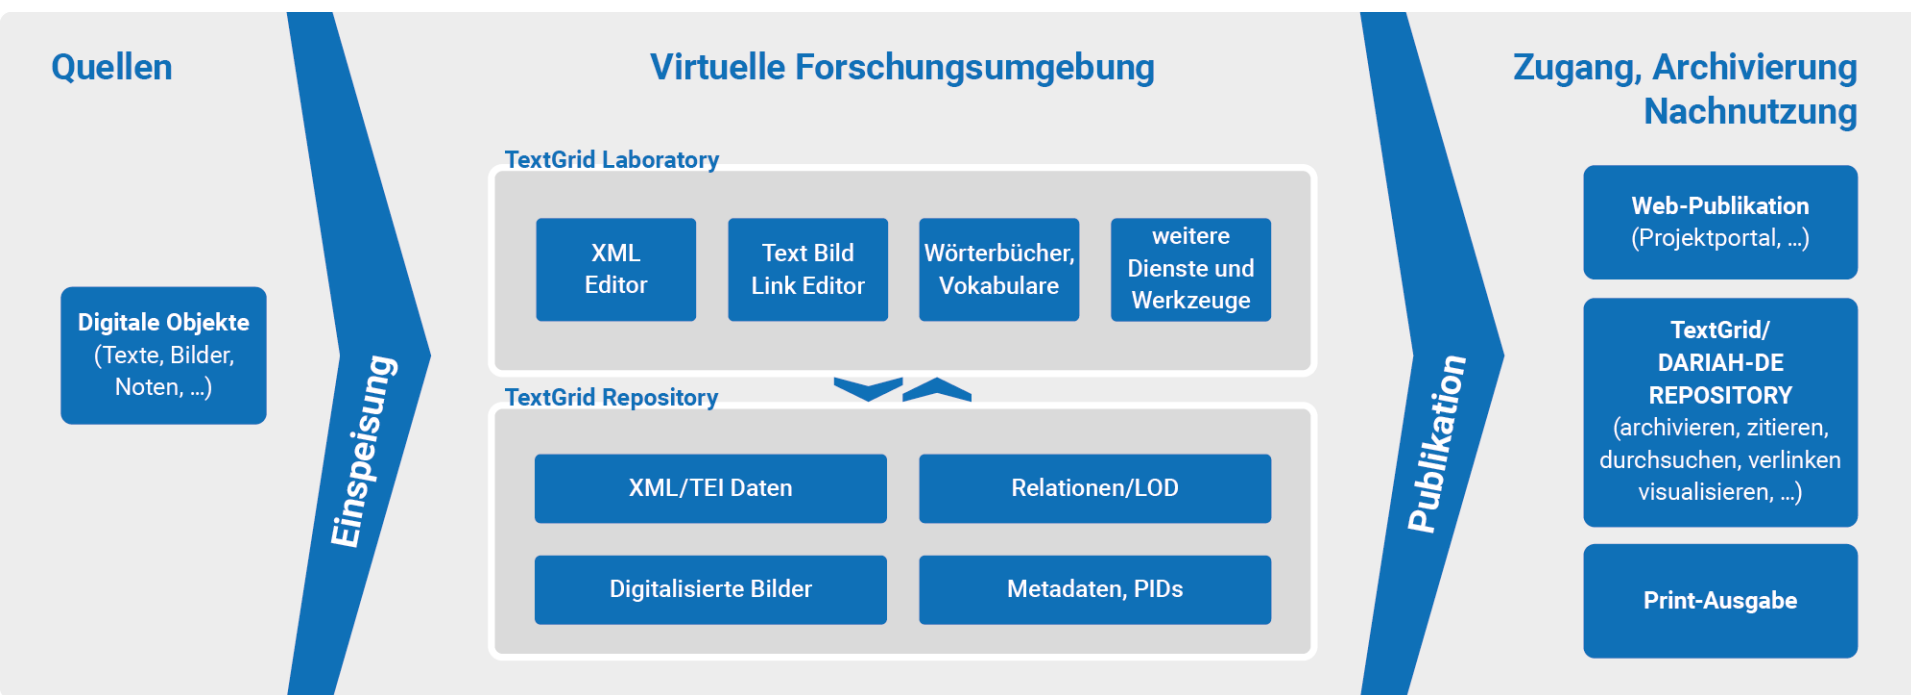 Quellen
Digitale Objekte
(Texte, Bilder,
Noten, ...)
Einspeisung
Virtuelle Forschungsumgebung
TextGrid Laboratory
XML
Editor
Text Bild
Link Editor
Wörterbücher,
Vokabulare
weitere
Dienste und
Werkzeuge
TextGrid Repository
XML/TEI Daten
Relationen/LOD
Digitalisierte Bilder
Metadaten, PIDs
Publikation
Zugang, Archivierung
Nachnutzung
Web-Publikation
(Projektportal, ...)
TextGrid/
DARIAH-DE
REPOSITORY
(archivieren, zitieren,
durchsuchen, verlinken
visualisieren, ...)
Print-Ausgabe